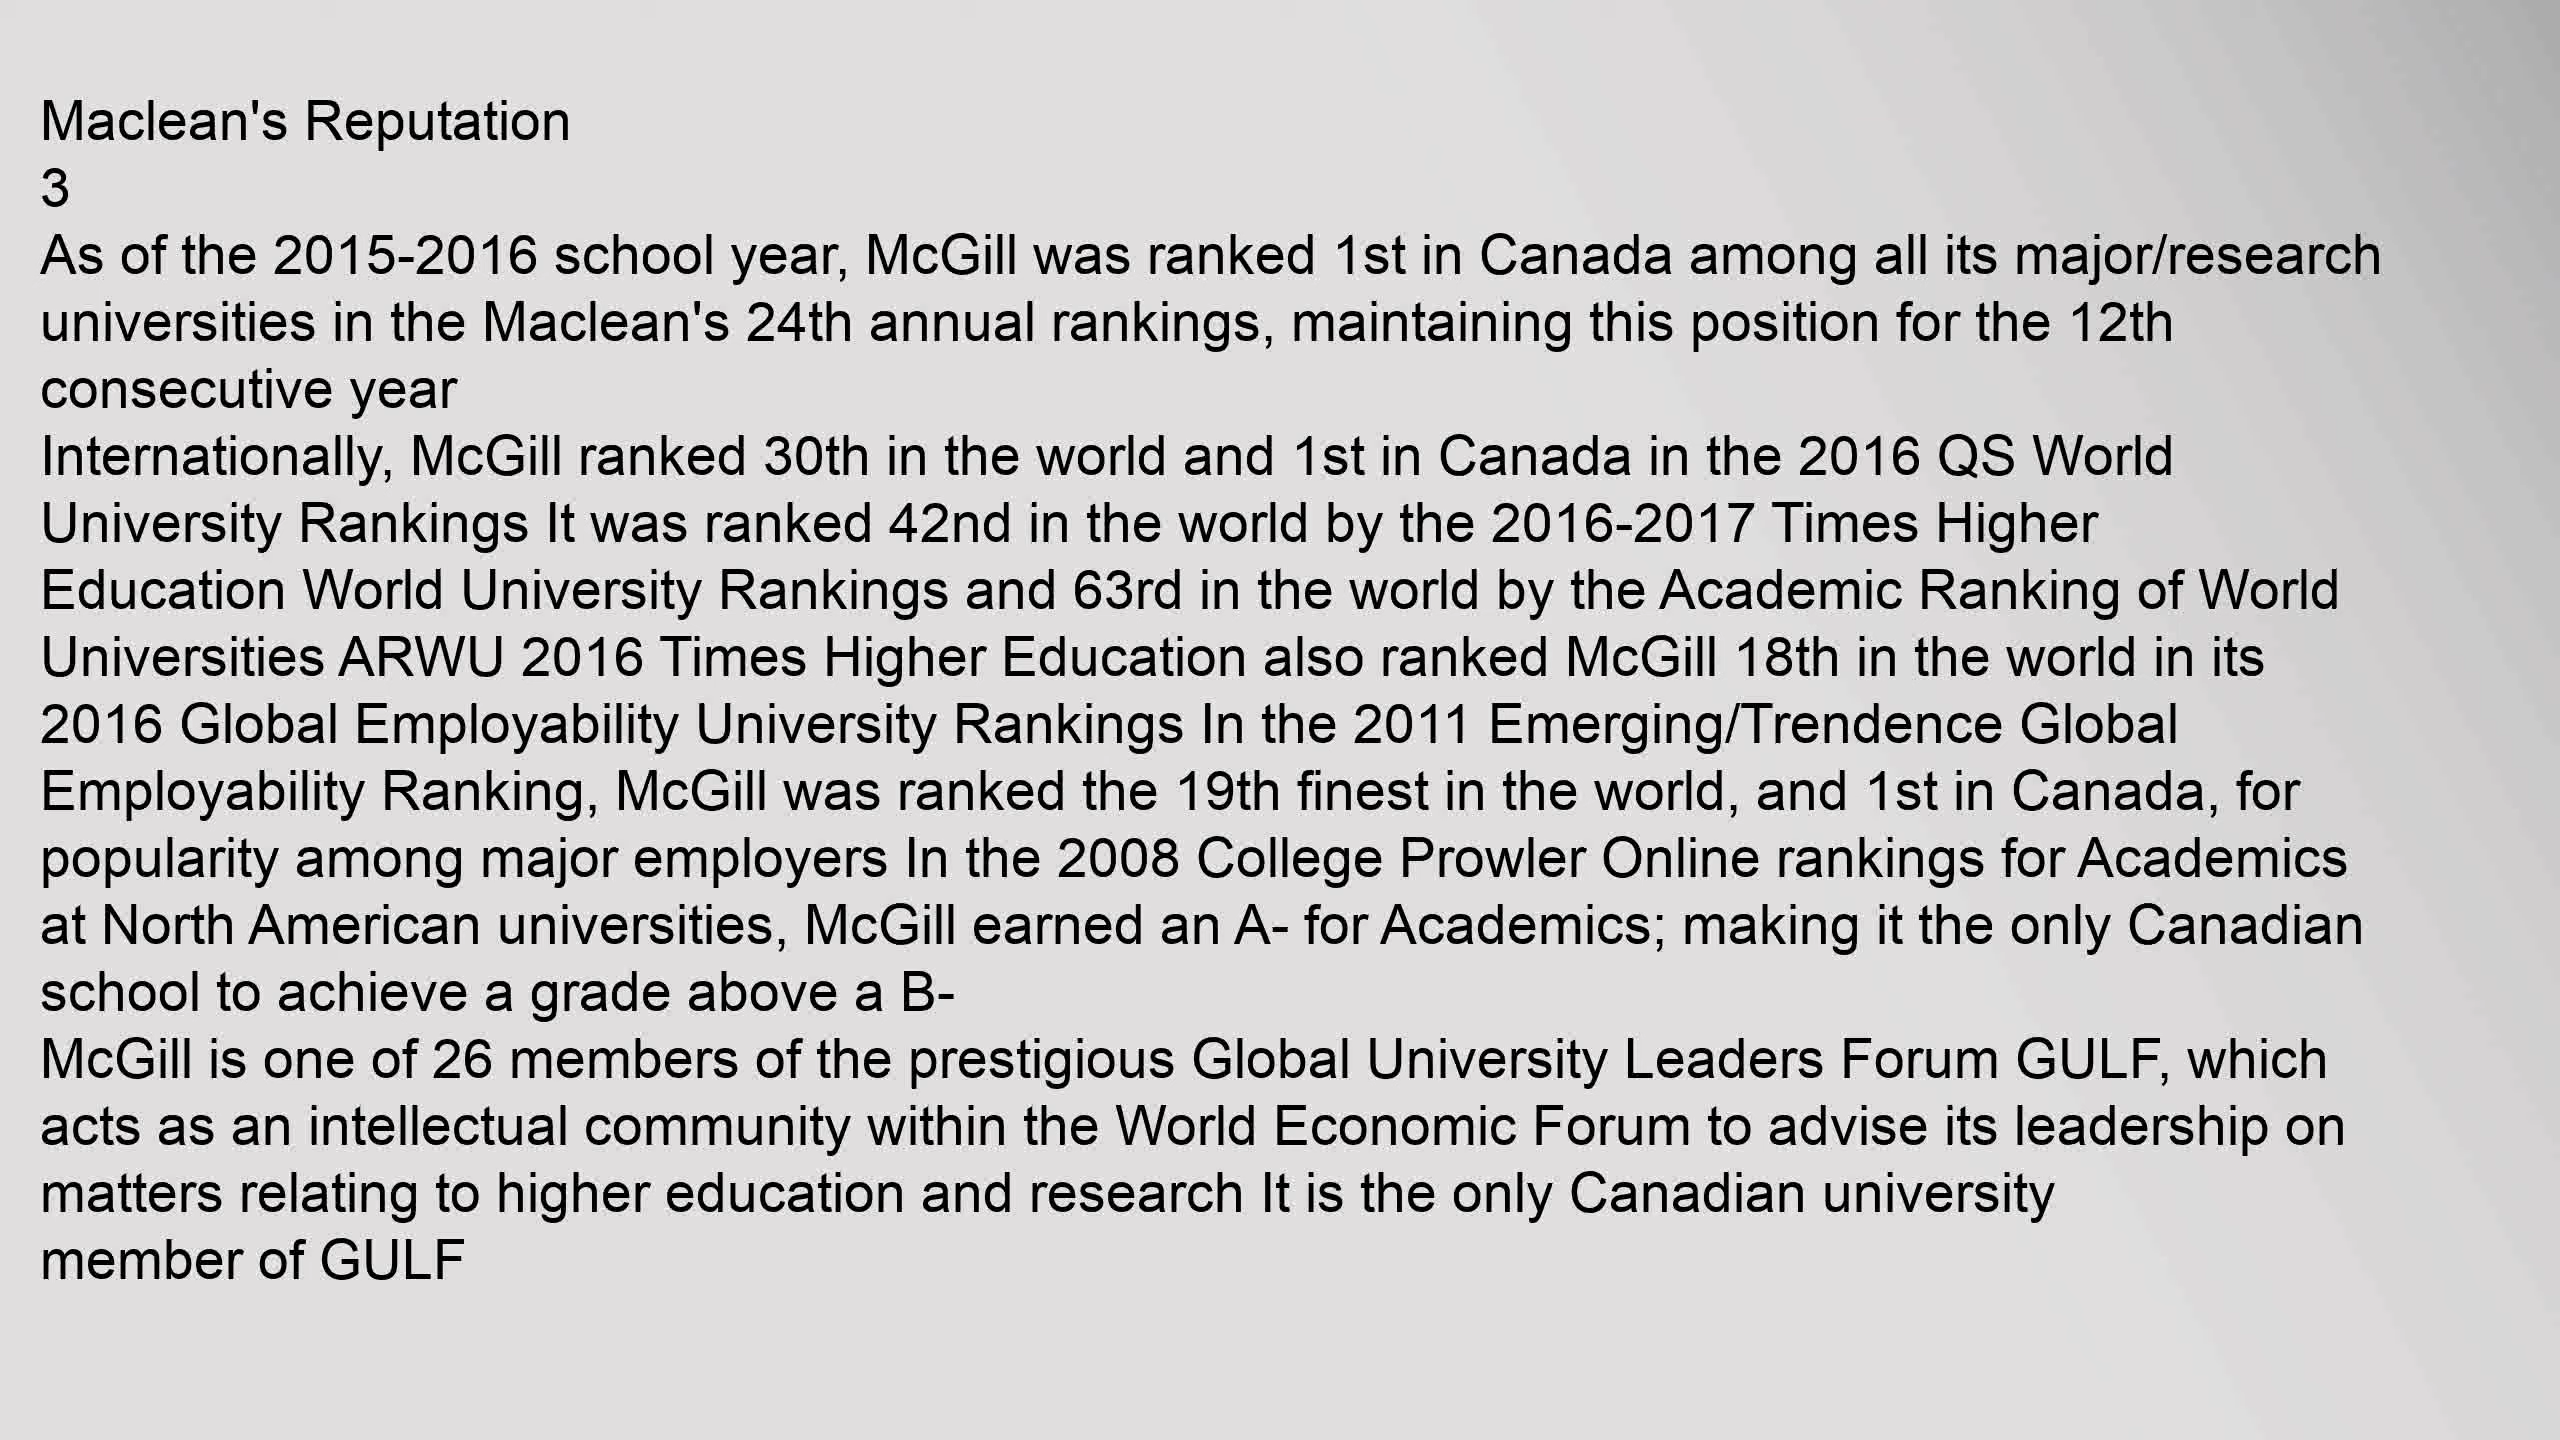 Maclean's Reputation
3
As of the 2015-2016 school year, McGill was ranked 1st in Canada among all its major/research
universities in the Maclean's 24th annual rankings, maintaining this position for the 12th
consecutive year
Internationally, McGill ranked 30th in the world and 1st in Canada in the 2016 QS World
University Rankings It was ranked 42nd in the world by the 2016-2017 Times Higher
Education World University Rankings and 63rd in the world by the Academic Ranking of World
Universities ARWU 2016 Times Higher Education also ranked McGill 18th in the world in its
2016 Global Employability University Rankings In the 2011 Emerging/Trendence Global
Employability Ranking, McGill was ranked the 19th finest in the world, and 1st in Canada, for
popularity among major employers In the 2008 College Prowler Online rankings for Academics
at North American universities, McGill earned an A- for Academics; making it the only Canadian
school to achieve a grade above a B-
McGill is one of 26 members of the prestigious Global University Leaders Forum GULF, which
acts as an intellectual community within the World Economic Forum to advise its leadership on
matters relating to higher education and research It is the only Canadian university
member of GULF